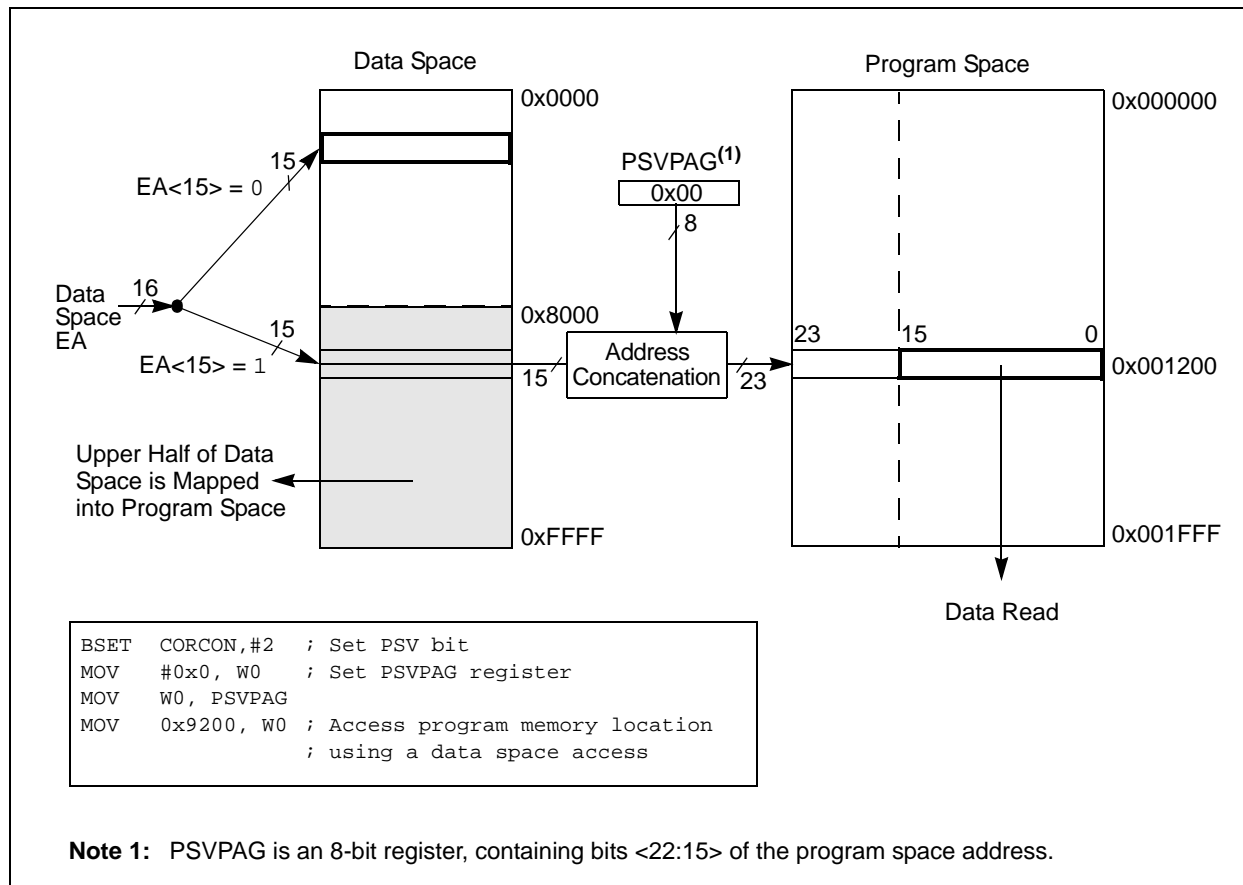 Data Space
Program Space
0x0000
0x000000
15
PSVPAG(1)
EA<15> = 0
0x00
8
Data
Space
EA
16
0x8000
15
23
15
0
EA<15> = 1
Address
Concatenation
15
23
0x001200
Upper Half of Data
Space is Mapped
into Program Space
0xFFFF
0x001FFF
Data Read
BSET CORCON,#2 ; Set PSV bit
MOV #0x0, W0 ; Set PSVPAG register
MOV W0, PSVPAG
MOV 0x9200, W0 ; Access program memory location
; using a data space access
Note 1: PSVPAG is an 8-bit register, containing bits <22:15> of the program space address.